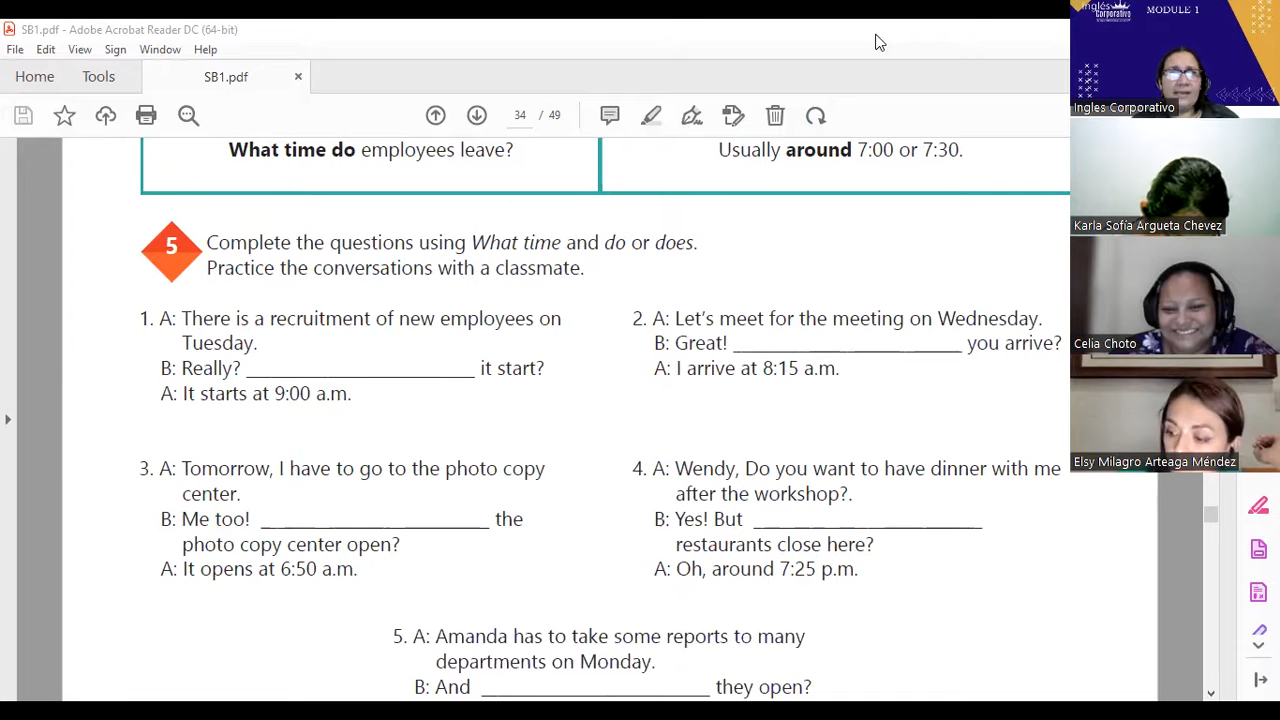 SB1.pdf - Adobe Acrobat Reader DC (64-bit)
File Edit View Sign Window Help
Home Tools SB1.pdf ×
34 / 49
What time do employees leave?
Usually around 7:00 or 7:30.
5
Complete the questions using What time and do or does.
Practice the conversations with a classmate.
1. A: There is a recruitment of new employees on
Tuesday.
B: Really? ____________________ it start?
A: It starts at 9:00 a.m.
2. A: Let's meet for the meeting on Wednesday.
B: Great! ____________________ you arrive?
A: I arrive at 8:15 a.m.
3. A: Tomorrow, I have to go to the photo copy
center.
B: Me too! ____________________ the
photo copy center open?
A: It opens at 6:50 a.m.
4. A: Wendy, Do you want to have dinner with me
after the workshop?.
B: Yes! But ____________________
restaurants close here?
A: Oh, around 7:25 p.m.
5. A: Amanda has to take some reports to many
departments on Monday.
B: And ____________________ they open?
Inglés
Corporativo
MODULE 1
Ingles Corporativo
Karla Sofía Argueta Chevez
Celia Choto
Elsy Milagro Arteaga Méndez